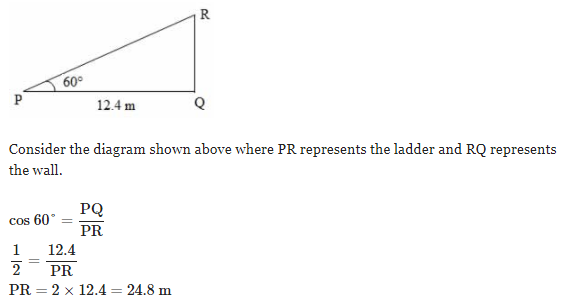 R
60°
P
12.4 m
Q
Consider the diagram shown above where PR represents the ladder and RQ represents
the wall.
cos 60° = PQ/PR
1/2 = 12.4/PR
PR = 2 × 12.4 = 24.8 m